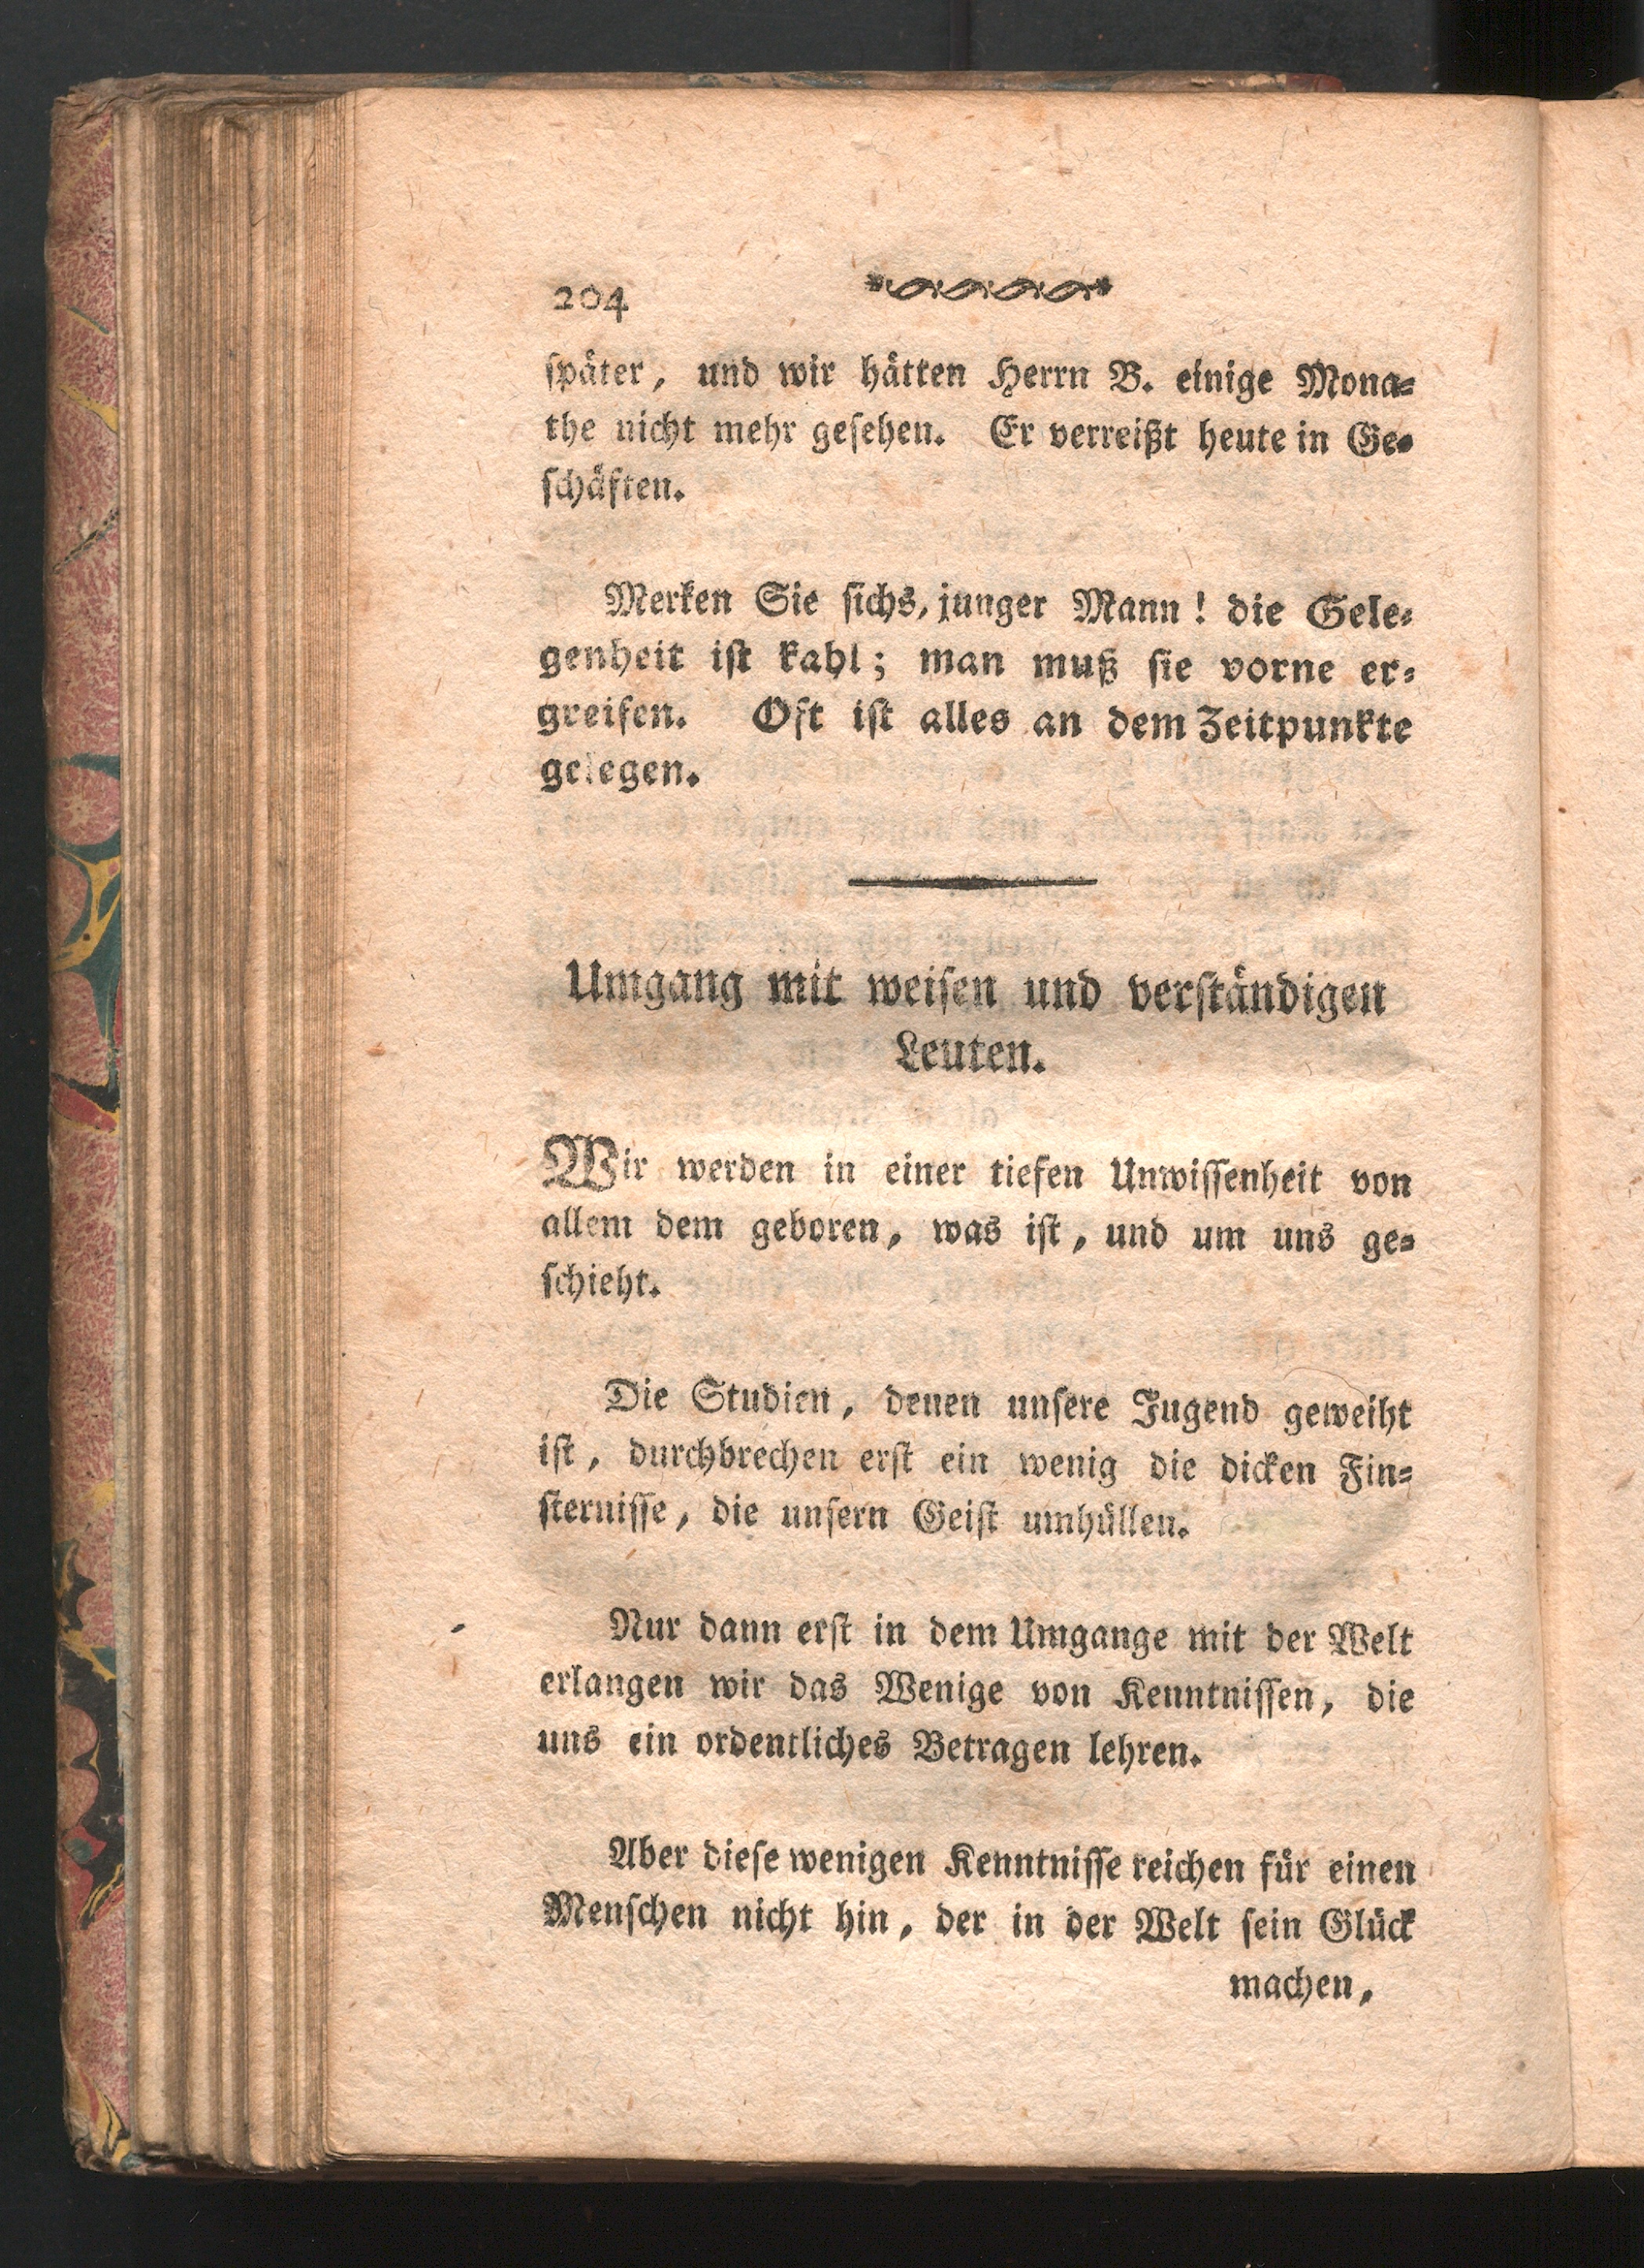 204
ſpäter, und wir hätten Herrn B. einige Mona⸗
the nicht mehr geſehen. Er verreißt heute in Ge⸗
ſchäften.
Merken Sie ſichs, junger Mann! die Gele⸗
genheit iſt kahl; man muß ſie vorne er⸗
greifen. Oft iſt alles an dem Zeitpunkte
gelegen.
Umgang mit weiſen und verſtändigen
Leuten.
Wir werden in einer tiefen Unwiſſenheit von
allem dem geboren, was iſt, und um uns ge⸗
ſchieht.
Die Studien, denen unſere Jugend geweiht
iſt, durchbrechen erſt ein wenig die dicken Fin⸗
ſterniſſe, die unſern Geiſt umhüllen.
Nur dann erſt in dem Umgange mit der Welt
erlangen wir das Wenige von Kenntniſſen, die
uns ein ordentliches Betragen lehren.
Aber dieſe wenigen Kenntniſſe reichen für einen
Menſchen nicht hin, der in der Welt ſein Glück
machen,